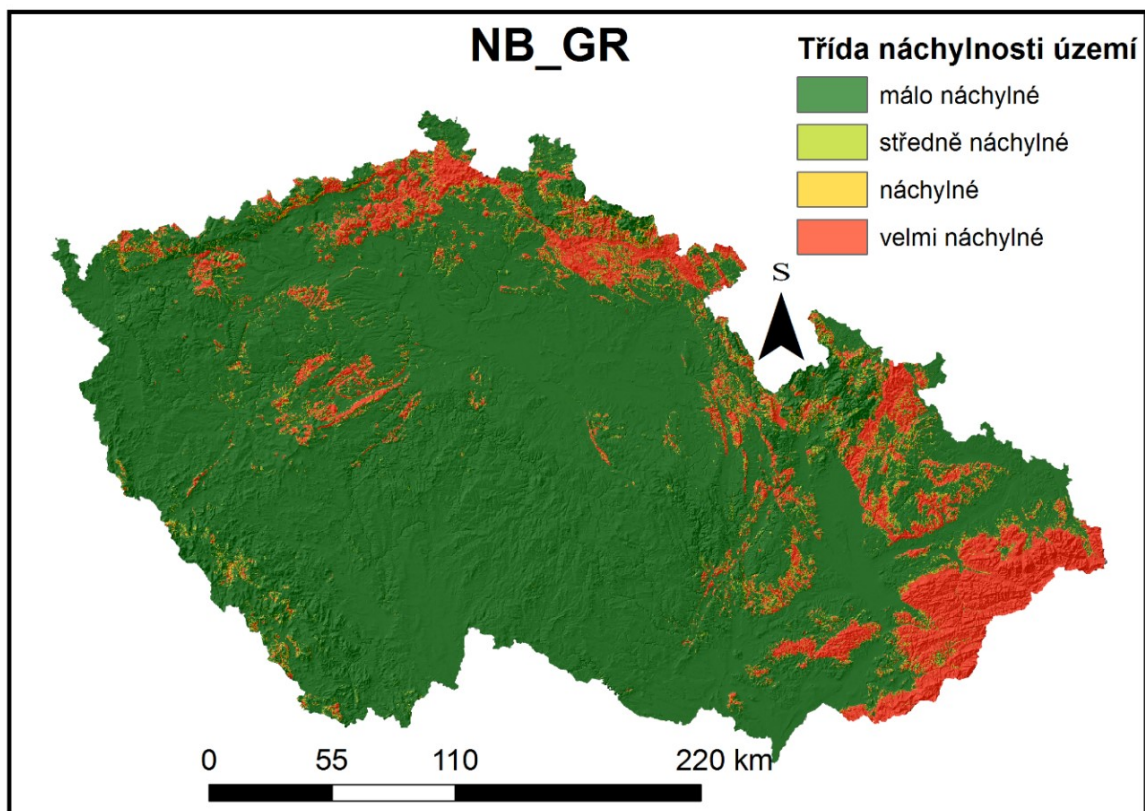 NB_GR
Třída náchylnosti území
málo náchylné
středně náchylné
náchylné
velmi náchylné
S
0 55 110 220 km